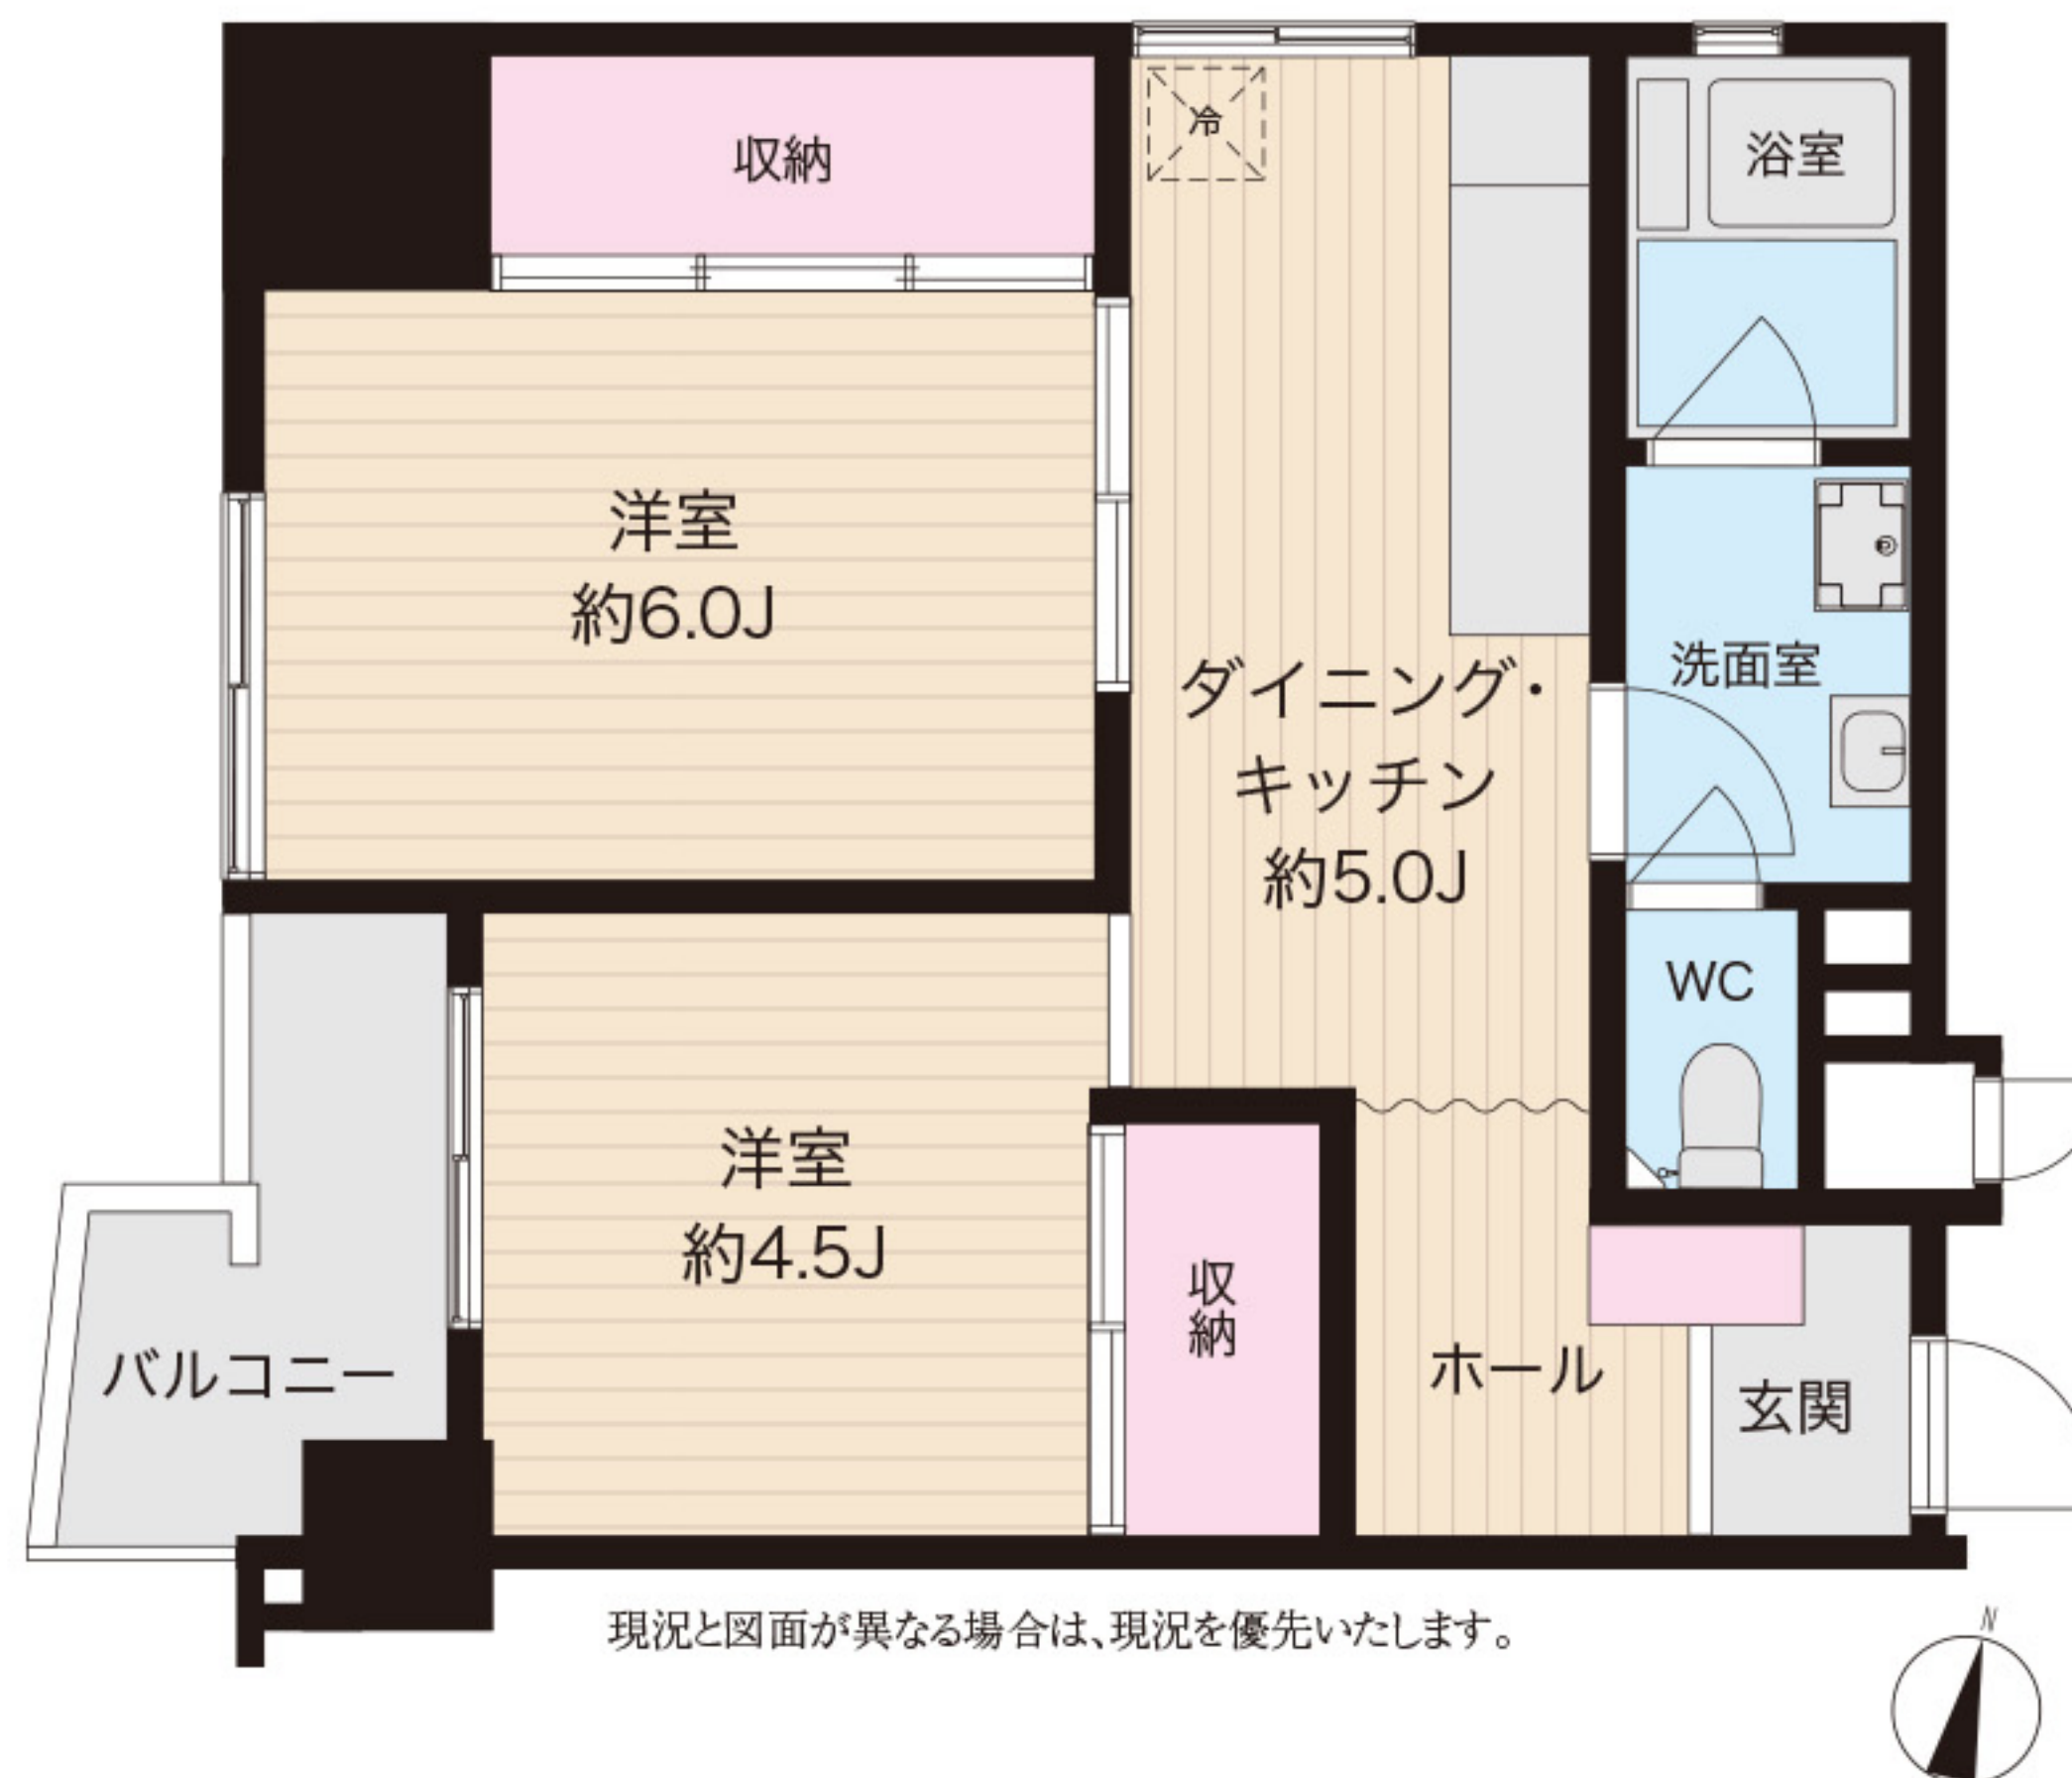 収納
冷
浴室
洋室
約6.0J
洗面室
ダイニング・
キッチン
約5.0J
WC
洋室
約4.5J
収納
バルコニー
ホール
玄関
現況と図面が異なる場合は、現況を優先いたします。
N